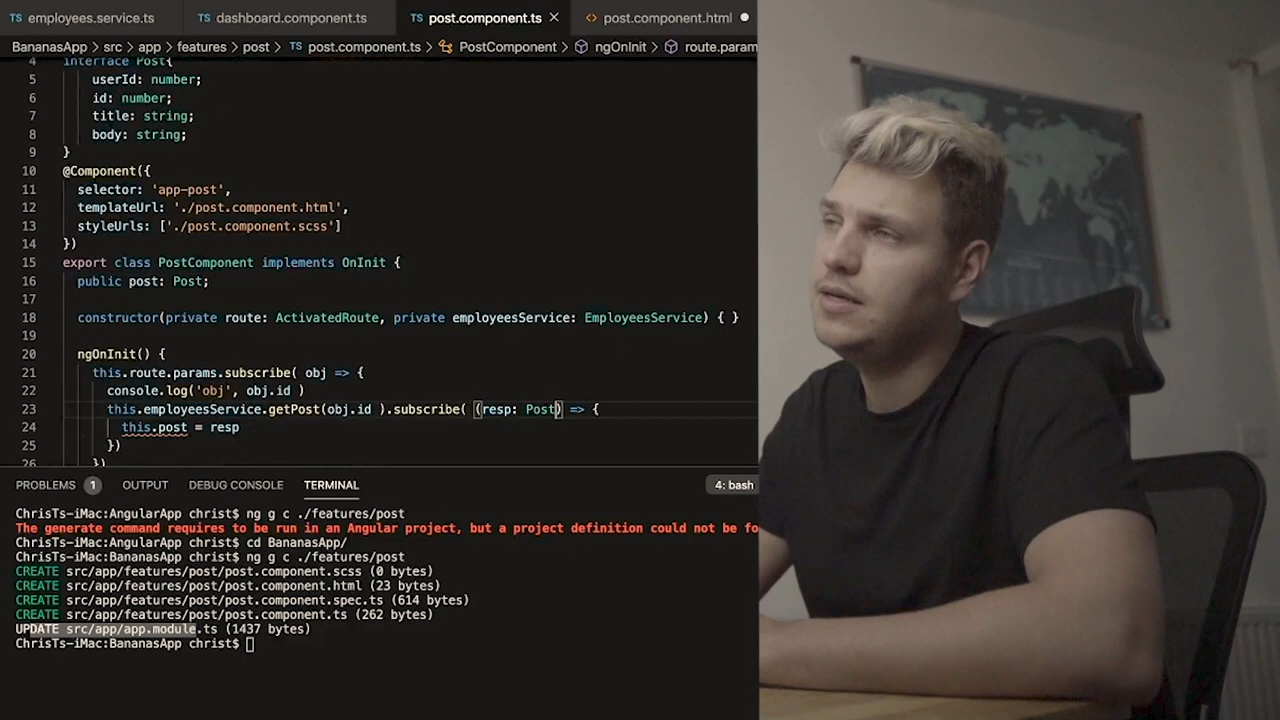 employees.service.ts
dashboard.component.ts
post.component.ts
post.component.html
BananasApp > src > app > features > post > TS post.component.ts > PostComponent > ngOnInit > route.param
4 interface Post{
5 userId: number;
6 id: number;
7 title: string;
8 body: string;
9 }
10 @Component({
11 selector: 'app-post',
12 templateUrl: './post.component.html',
13 styleUrls: ['./post.component.scss']
14 })
15 export class PostComponent implements OnInit {
16 public post: Post;
17
18 constructor(private route: ActivatedRoute, private employeesService: EmployeesService) { }
19
20 ngOnInit() {
21 this.route.params.subscribe( obj => {
22 console.log('obj', obj.id )
23 this.employeesService.getPost(obj.id ).subscribe( (resp: Post) => {
24 this.post = resp
25 })
26 })
PROBLEMS 1 OUTPUT DEBUG CONSOLE TERMINAL 4: bash
ChrisTs-iMac:AngularApp christ$ ng g c ./features/post
The generate command requires to be run in an Angular project, but a project definition could not be fo
ChrisTs-iMac:AngularApp christ$ cd BananasApp/
ChrisTs-iMac:BananasApp christ$ ng g c ./features/post
CREATE src/app/features/post/post.component.scss (0 bytes)
CREATE src/app/features/post/post.component.html (23 bytes)
CREATE src/app/features/post/post.component.spec.ts (614 bytes)
CREATE src/app/features/post/post.component.ts (262 bytes)
UPDATE src/app/app.module.ts (1437 bytes)
ChrisTs-iMac:BananasApp christ$